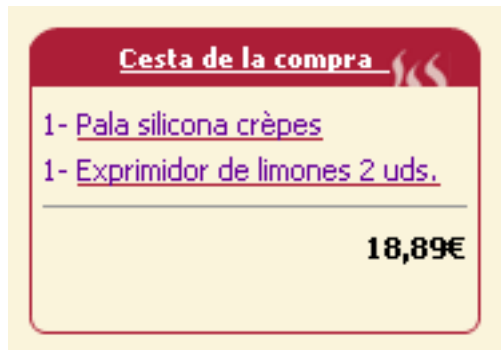 Cesta de la compra
1- Pala silicona crèpes
1- Exprimidor de limones 2 uds.
18,89€